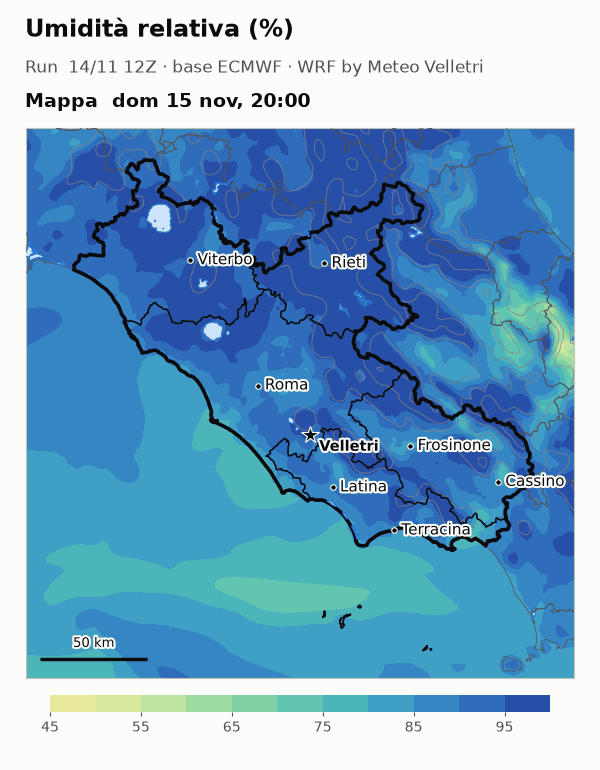 Umidità relativa (%)
Run  14/11 12Z · base ECMWF · WRF by Meteo Velletri
Mappa  dom 15 nov, 20:00
Viterbo
Rieti
Roma
Velletri
Frosinone
Latina
Cassino
Terracina
50 km
45 55 65 75 85 95